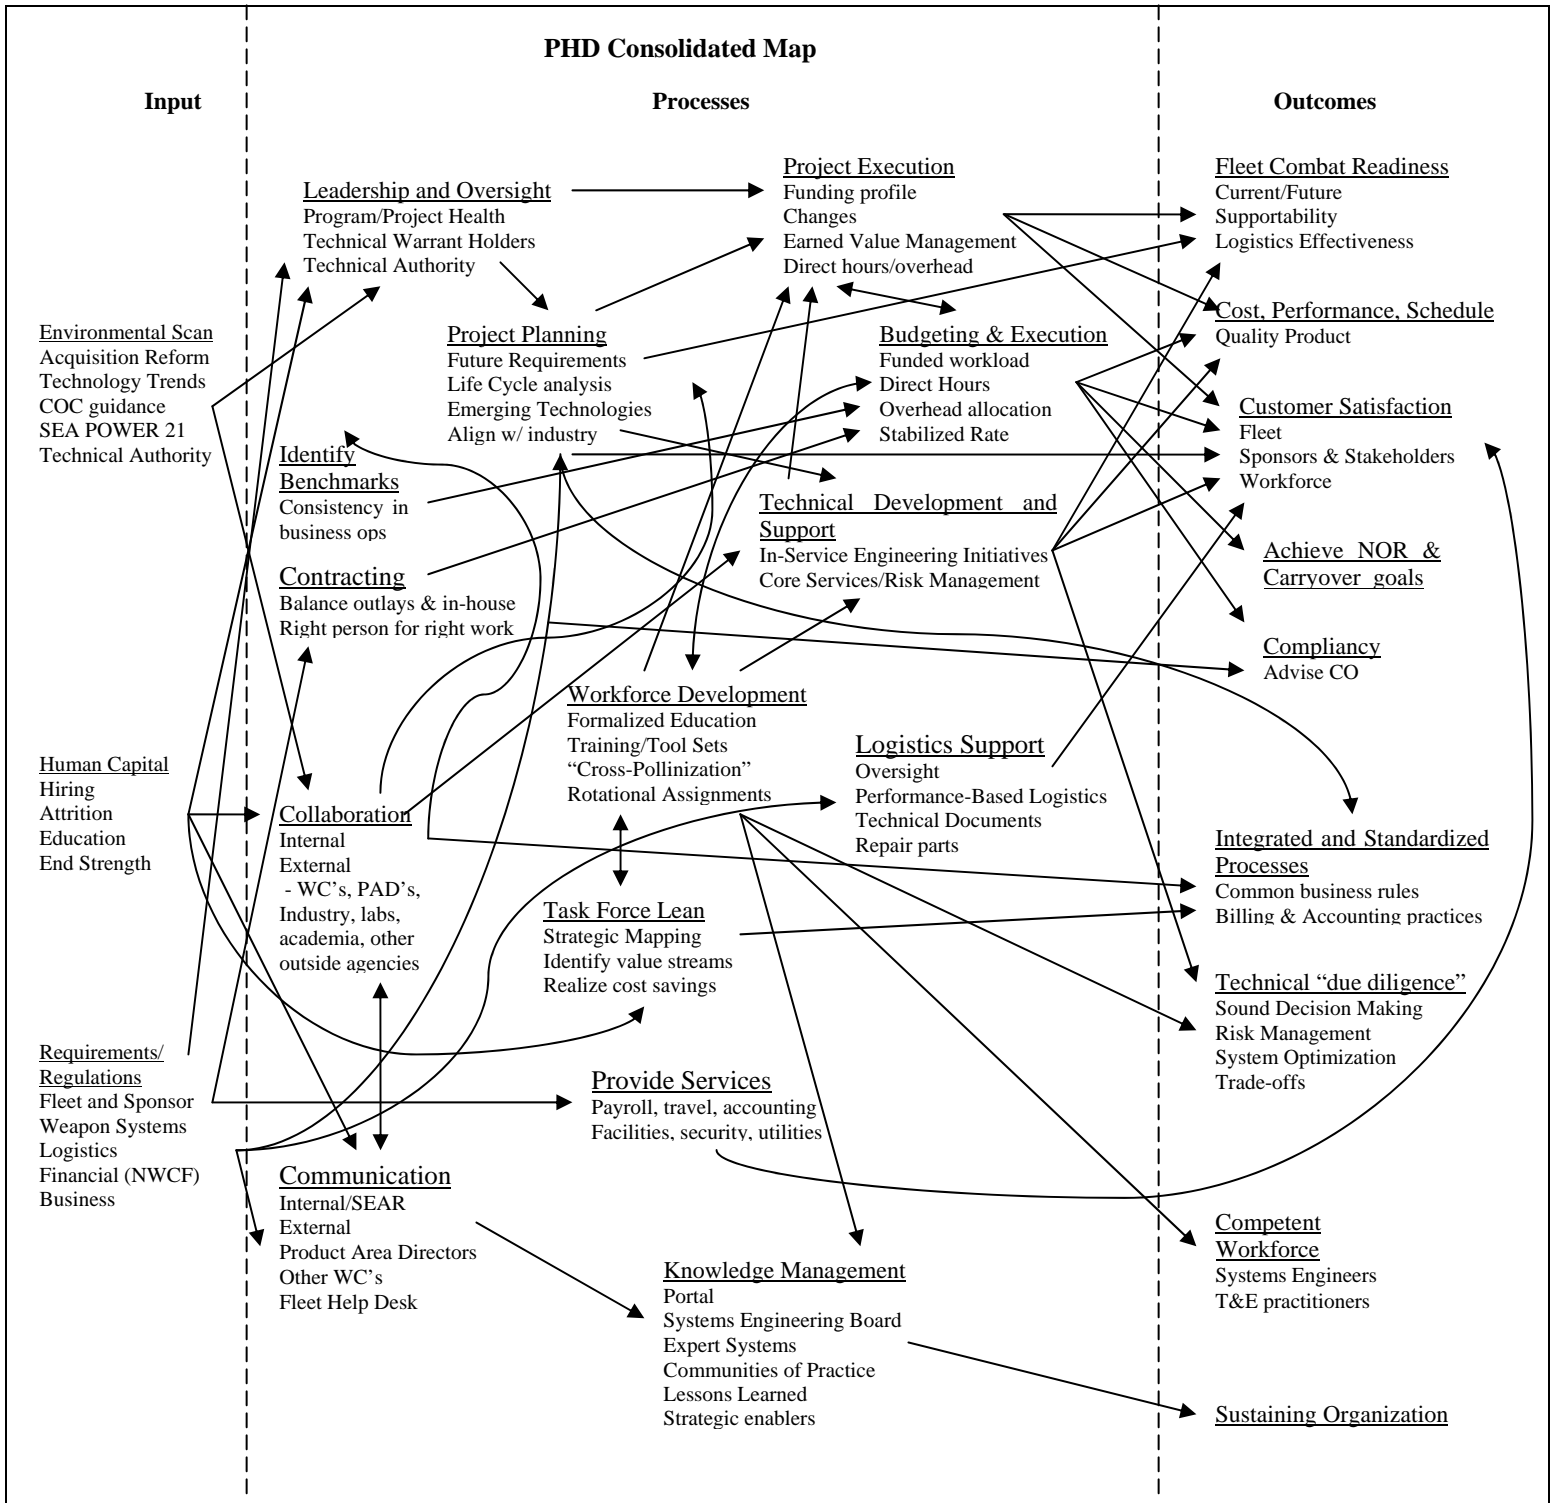 PHD Consolidated Map
Input
Processes
Outcomes
Environmental Scan
Acquisition Reform
Technology Trends
COC guidance
SEA POWER 21
Technical Authority
Human Capital
Hiring
Attrition
Education
End Strength
Requirements/
Regulations
Fleet and Sponsor
Weapon Systems
Logistics
Financial (NWCF)
Business
Leadership and Oversight
Program/Project Health
Technical Warrant Holders
Technical Authority
Project Planning
Future Requirements
Life Cycle analysis
Emerging Technologies
Align w/ industry
Identify
Benchmarks
Consistency in
business ops
Contracting
Balance outlays & in-house
Right person for right work
Collaboration
Internal
External
- WC's, PAD's,
Industry, labs,
academia, other
outside agencies
Communication
Internal/SEAR
External
Product Area Directors
Other WC's
Fleet Help Desk
Project Execution
Funding profile
Changes
Earned Value Management
Direct hours/overhead
Budgeting & Execution
Funded workload
Direct Hours
Overhead allocation
Stabilized Rate
Technical Development and
Support
In-Service Engineering Initiatives
Core Services/Risk Management
Workforce Development
Formalized Education
Training/Tool Sets
“Cross-Pollinization”
Rotational Assignments
Logistics Support
Oversight
Performance-Based Logistics
Technical Documents
Repair parts
Task Force Lean
Strategic Mapping
Identify value streams
Realize cost savings
Provide Services
Payroll, travel, accounting
Facilities, security, utilities
Knowledge Management
Portal
Systems Engineering Board
Expert Systems
Communities of Practice
Lessons Learned
Strategic enablers
Fleet Combat Readiness
Current/Future
Supportability
Logistics Effectiveness
Cost, Performance, Schedule
Quality Product
Customer Satisfaction
Fleet
Sponsors & Stakeholders
Workforce
Achieve NOR &
Carryover goals
Compliancy
Advise CO
Integrated and Standardized
Processes
Common business rules
Billing & Accounting practices
Technical “due diligence”
Sound Decision Making
Risk Management
System Optimization
Trade-offs
Competent
Workforce
Systems Engineers
T&E practitioners
Sustaining Organization